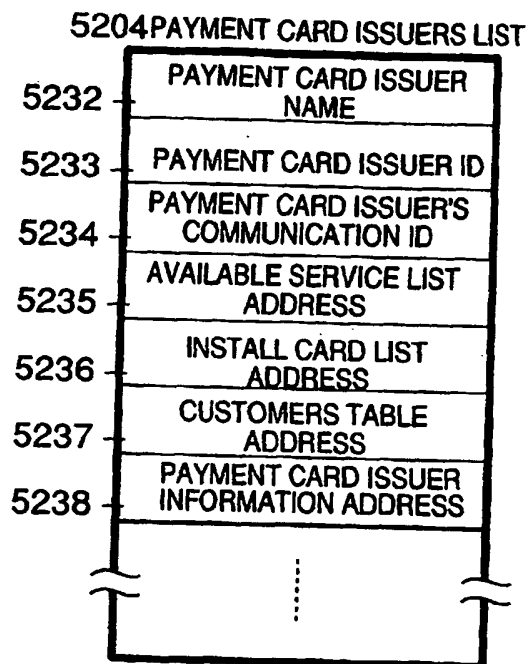 5204 PAYMENT CARD ISSUERS LIST
5232 PAYMENT CARD ISSUER
NAME
5233 PAYMENT CARD ISSUER ID
5234 PAYMENT CARD ISSUER'S
COMMUNICATION ID
5235 AVAILABLE SERVICE LIST
ADDRESS
5236 INSTALL CARD LIST
ADDRESS
5237 CUSTOMERS TABLE
ADDRESS
5238 PAYMENT CARD ISSUER
INFORMATION ADDRESS